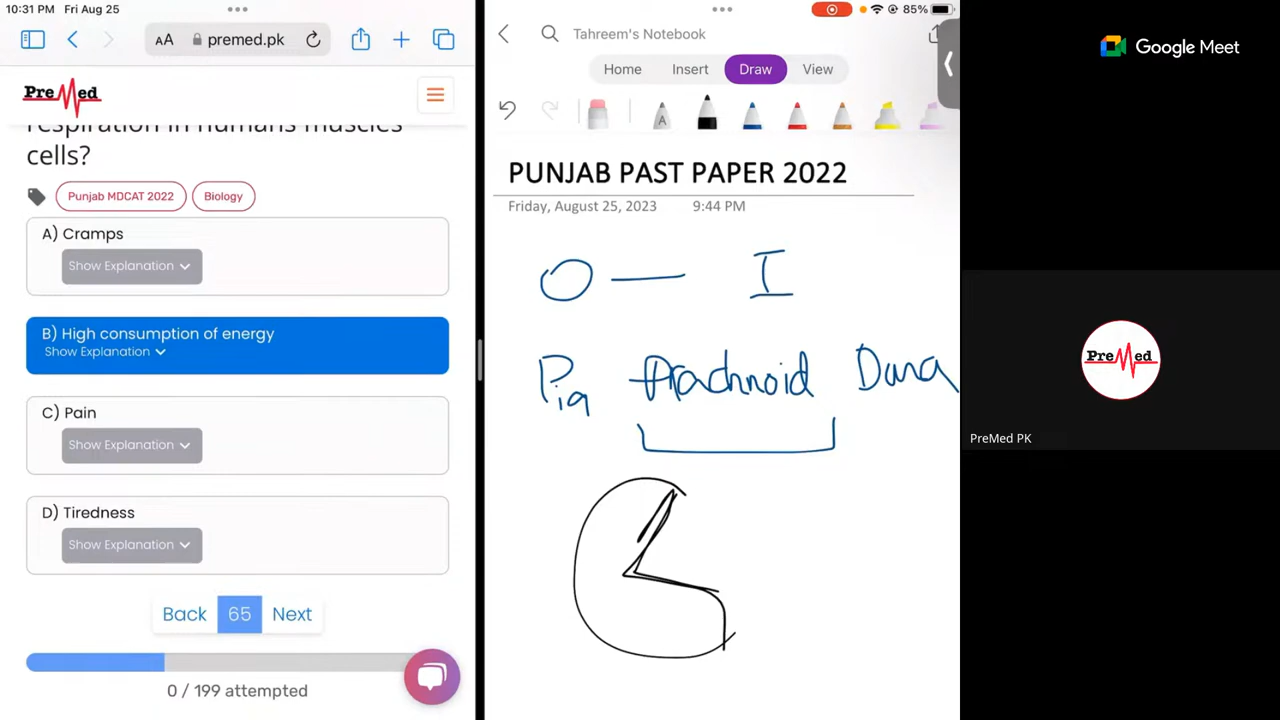 10:31 PM Fri Aug 25
AA premed.pk
PreMed
respiration in humans muscles
cells?
Punjab MDCAT 2022 Biology
A) Cramps
Show Explanation
B) High consumption of energy
Show Explanation
C) Pain
Show Explanation
D) Tiredness
Show Explanation
Back 65 Next
0 / 199 attempted
85%
Tahreem's Notebook
Home Insert Draw View
A
PUNJAB PAST PAPER 2022
Friday, August 25, 2023 9:44 PM
O — I
Pia Arachnoid Dura
Google Meet
PreMed
PreMed PK